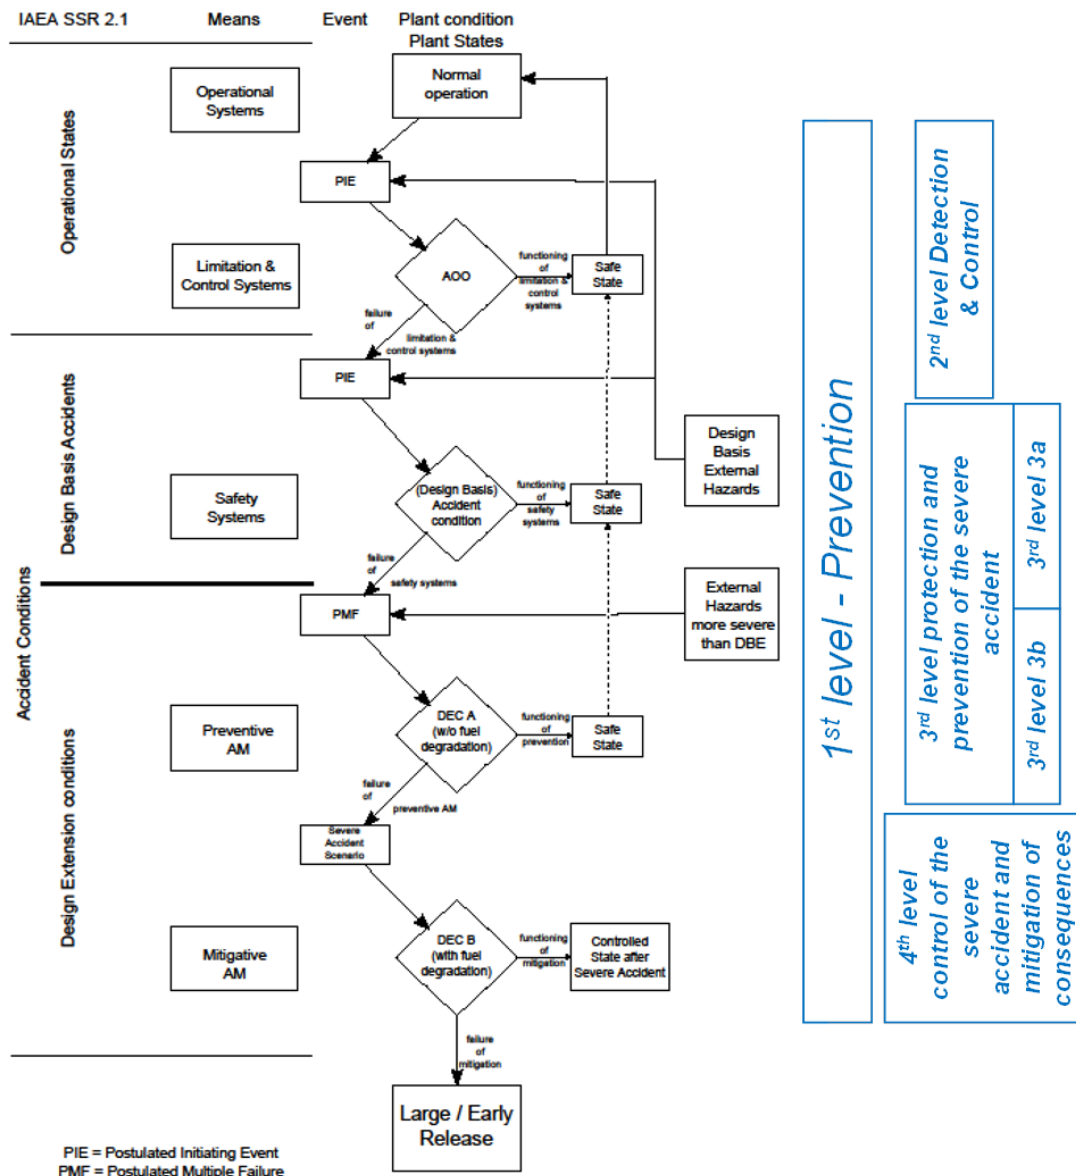 IAEA SSR 2.1
Means
Event
Plant condition
Plant States
Operational States
Operational
Systems
Normal
operation
PIE
Limitation &
Control Systems
AOO
functioning
of
limitation &
control
systems
Safe
State
failure
of
limitation &
control systems
Accident Conditions
Design Basis Accidents
PIE
Design
Basis
External
Hazards
Safety
Systems
(Design Basis)
Accident
condition
functioning
of
safety
systems
Safe
State
failure
of
safety systems
Design Extension conditions
PMF
External
Hazards
more severe
than DBE
Preventive
AM
DEC A
(w/o fuel
degradation)
functioning
of
prevention
Safe
State
failure
of
preventive AM
Severe
Accident
Scenario
Mitigative
AM
DEC B
(with fuel
degradation)
functioning
of
mitigation
Controlled
State after
Severe Accident
failure
of
mitigation
Large / Early
Release
PIE = Postulated Initiating Event
PMF = Postulated Multiple Failure
1st level - Prevention
2nd level Detection
& Control
3rd level protection and
prevention of the severe
accident
3rd level 3a
3rd level 3b
4th level
control of the
severe
accident and
mitigation of
consequences